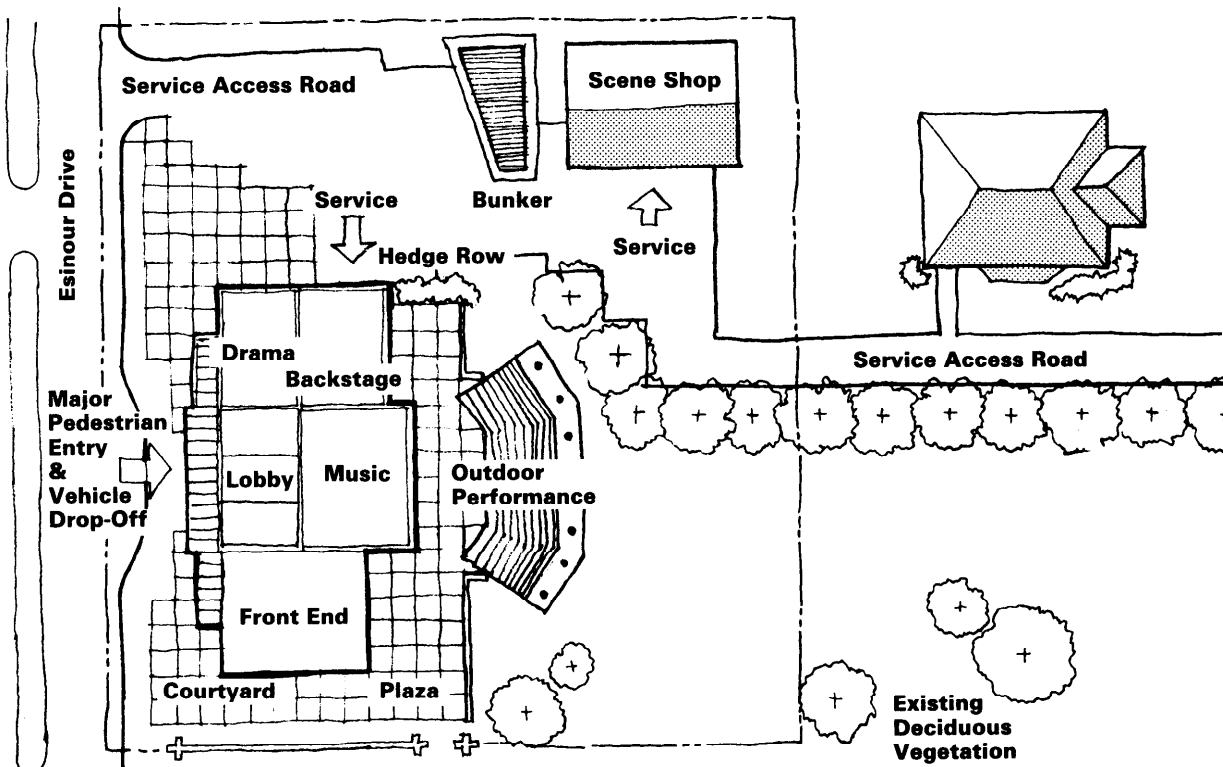 Service Access Road
Scene Shop
Esinour Drive
Service
Bunker
Service
Hedge Row
Drama
Backstage
Service Access Road
Major
Pedestrian
Entry
&
Vehicle
Drop-Off
Lobby
Music
Outdoor
Performance
Front End
Courtyard
Plaza
Existing
Deciduous
Vegetation